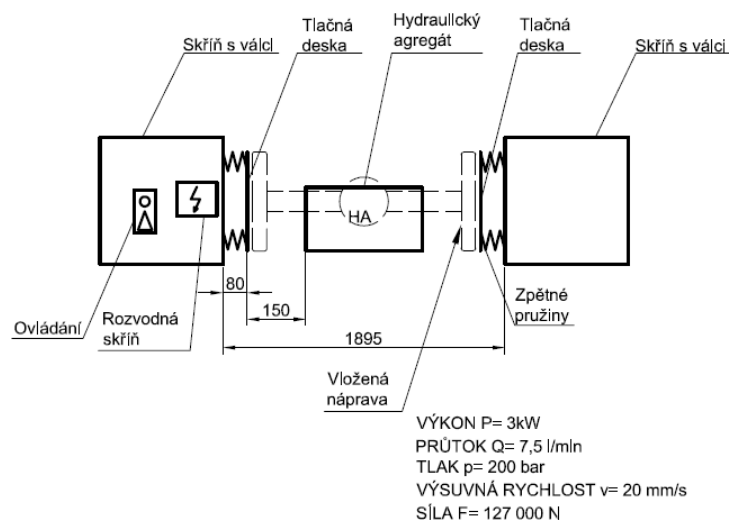 Skříň s válci
Tlačná
deska
Hydraulický
agregát
Tlačná
deska
Skříň s válci
HA
80
150
1895
Ovládání
Rozvodná
skříň
Vložená
náprava
Zpětné
pružiny
VÝKON P= 3kW
PRŮTOK Q= 7,5 l/min
TLAK p= 200 bar
VÝSUVNÁ RYCHLOST v= 20 mm/s
SÍLA F= 127 000 N